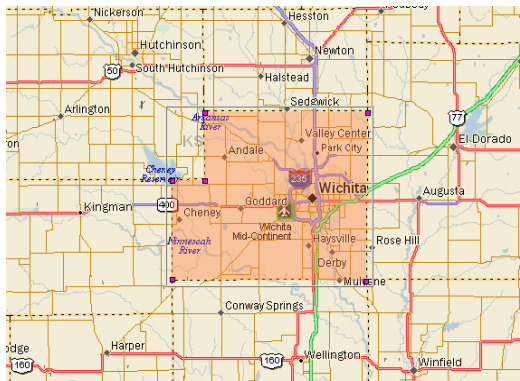 Nickerson
Hesston
Peabody
Hutchinson
Newton
South Hutchinson
50
Halstead
Arlington
Sedgwick
Arkansas
River
77
KS
Valley Center
El Dorado
Andale
Park City
Cheney
Reservoir
235
Wichita
Augusta
Kingman
400
Cheney
Goddard
Wichita
Mid-Continent
Ninnescah
River
Haysville
Rose Hill
Derby
Mulvane
Conway Springs
Harper
160
160
Wellington
Winfield